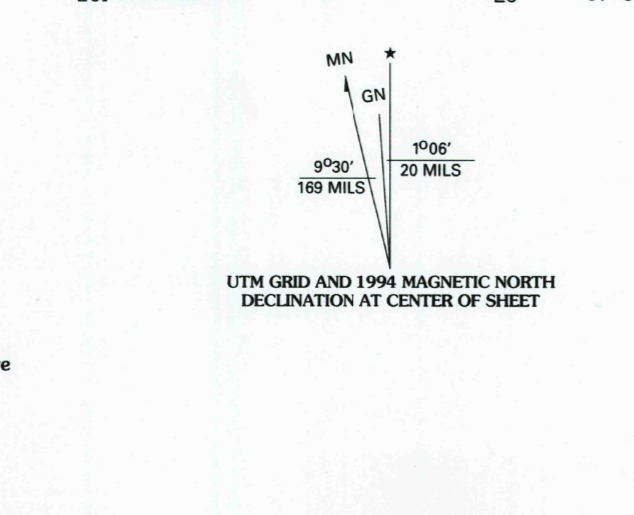 MN
GN
1°06′
20 MILS
9°30′
169 MILS
UTM GRID AND 1994 MAGNETIC NORTH
DECLINATION AT CENTER OF SHEET